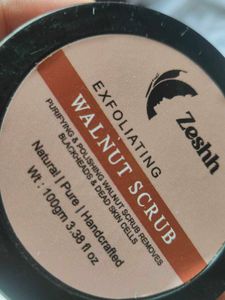 Zeshh
EXFOLIATING
WALNUT SCRUB
PURIFYING & POLISHING WALNUT SCRUB REMOVES
BLACKHEADS & DEAD SKIN CELLS
Natural | Pure | Handcrafted
Wt : 100gm 3.38 fl oz